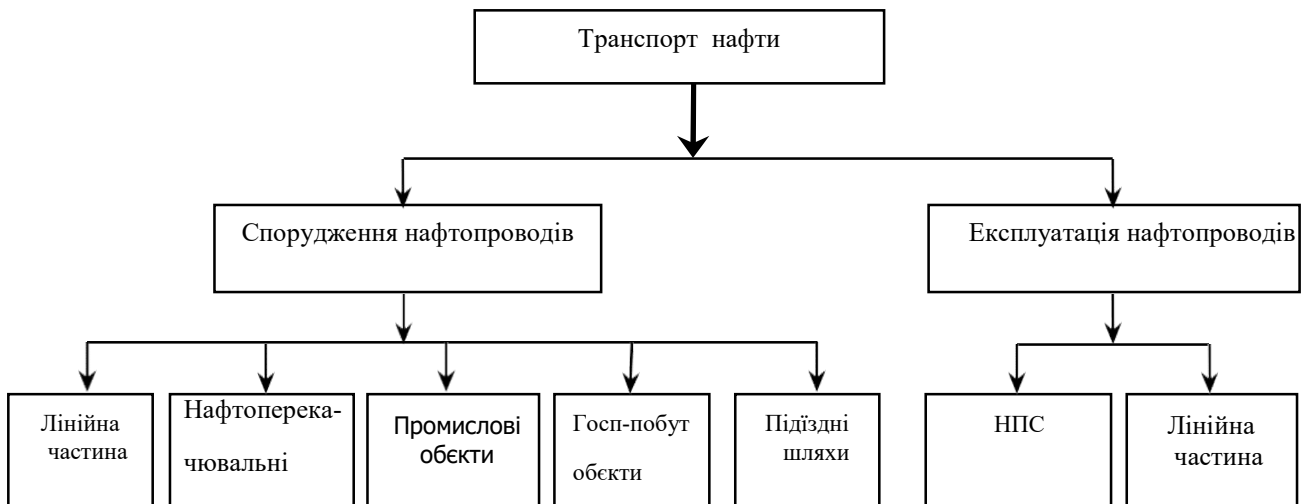 Транспорт нафти
Спорудження нафтопроводів
Експлуатація нафтопроводів
Лінійна
частина
Нафтоперека-
чювальні
Промислові
обєкти
Госп-побут
обєкти
Підїздні
шляхи
НПС
Лінійна
частина